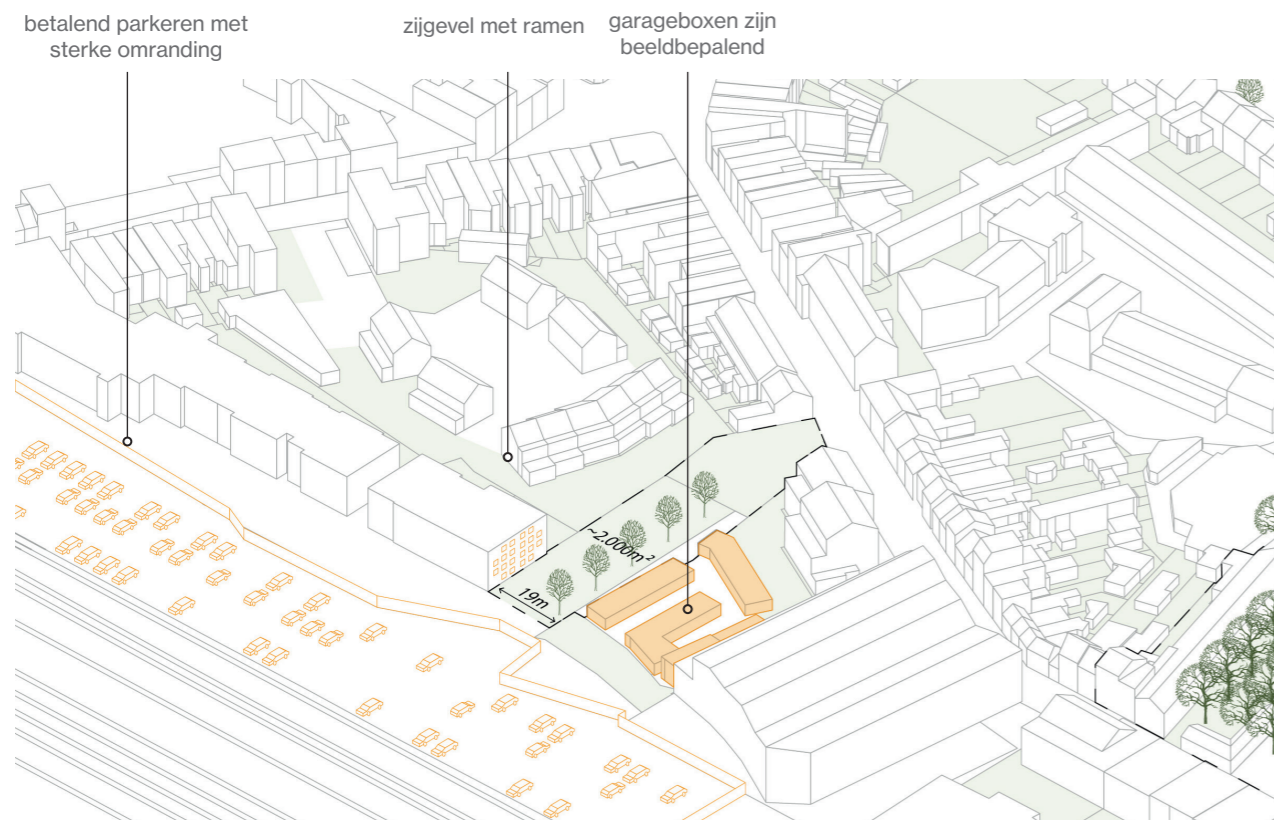 betalend parkeren met
sterke omranding
zijgevel met ramen
garageboxen zijn
beeldbepalend
~2.000m²
19m